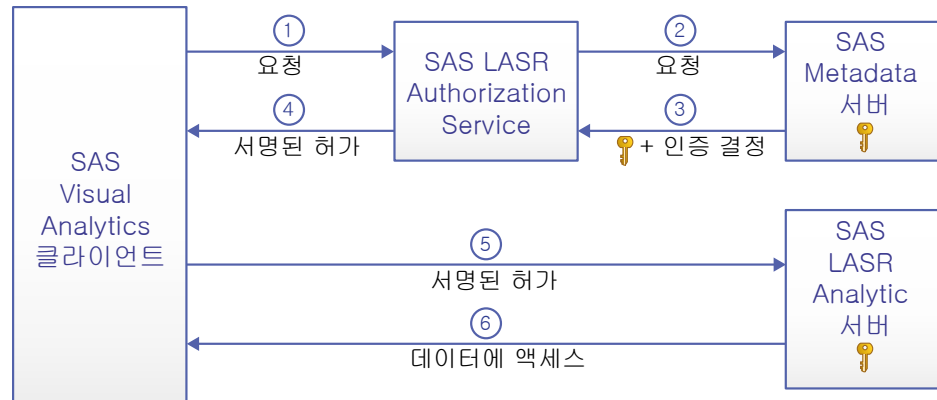 SAS
Visual
Analytics
클라이언트
1
요청
SAS LASR
Authorization
Service
2
요청
SAS
Metadata
서버
4
서명된 허가
3
+ 인증 결정
5
서명된 허가
SAS
LASR
Analytic
서버
6
데이터에 액세스